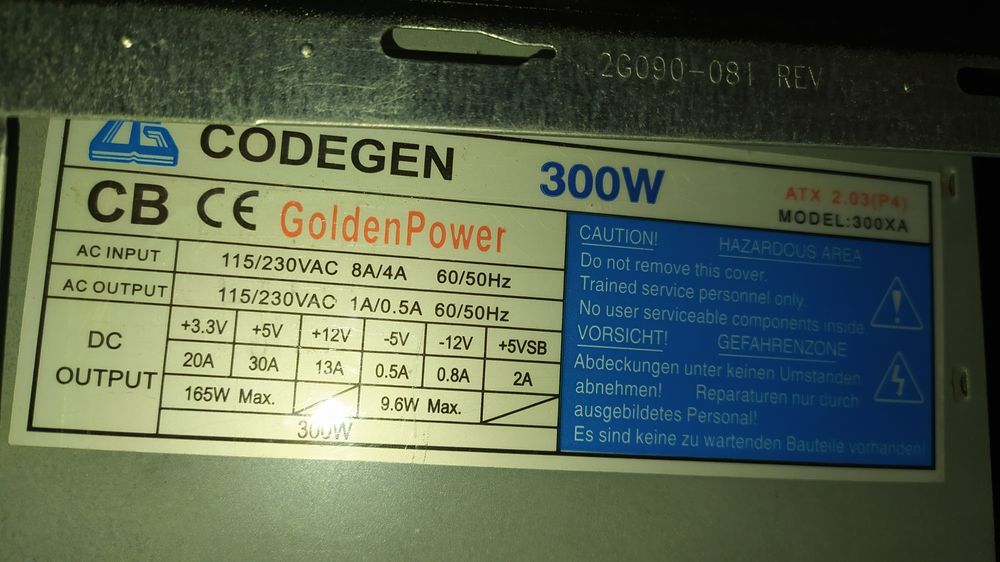 2G090-081 REV
CODEGEN
300W
ATX 2.03(P4)
MODEL:300XA
CB CE GoldenPower
AC INPUT 115/230VAC 8A/4A 60/50Hz
AC OUTPUT 115/230VAC 1A/0.5A 60/50Hz
DC OUTPUT
+3.3V +5V +12V -5V -12V +5VSB
20A 30A 13A 0.5A 0.8A 2A
165W Max. 9.6W Max.
300W
CAUTION! HAZARDOUS AREA
Do not remove this cover.
Trained service personnel only.
No user serviceable components inside
VORSICHT! GEFAHRENZONE
Abdeckungen unter keinen Umstanden
abnehmen! Reparaturen nur durch
ausgebildetes Personal!
Es sind keine zu wartenden Bauteile vorhanden!